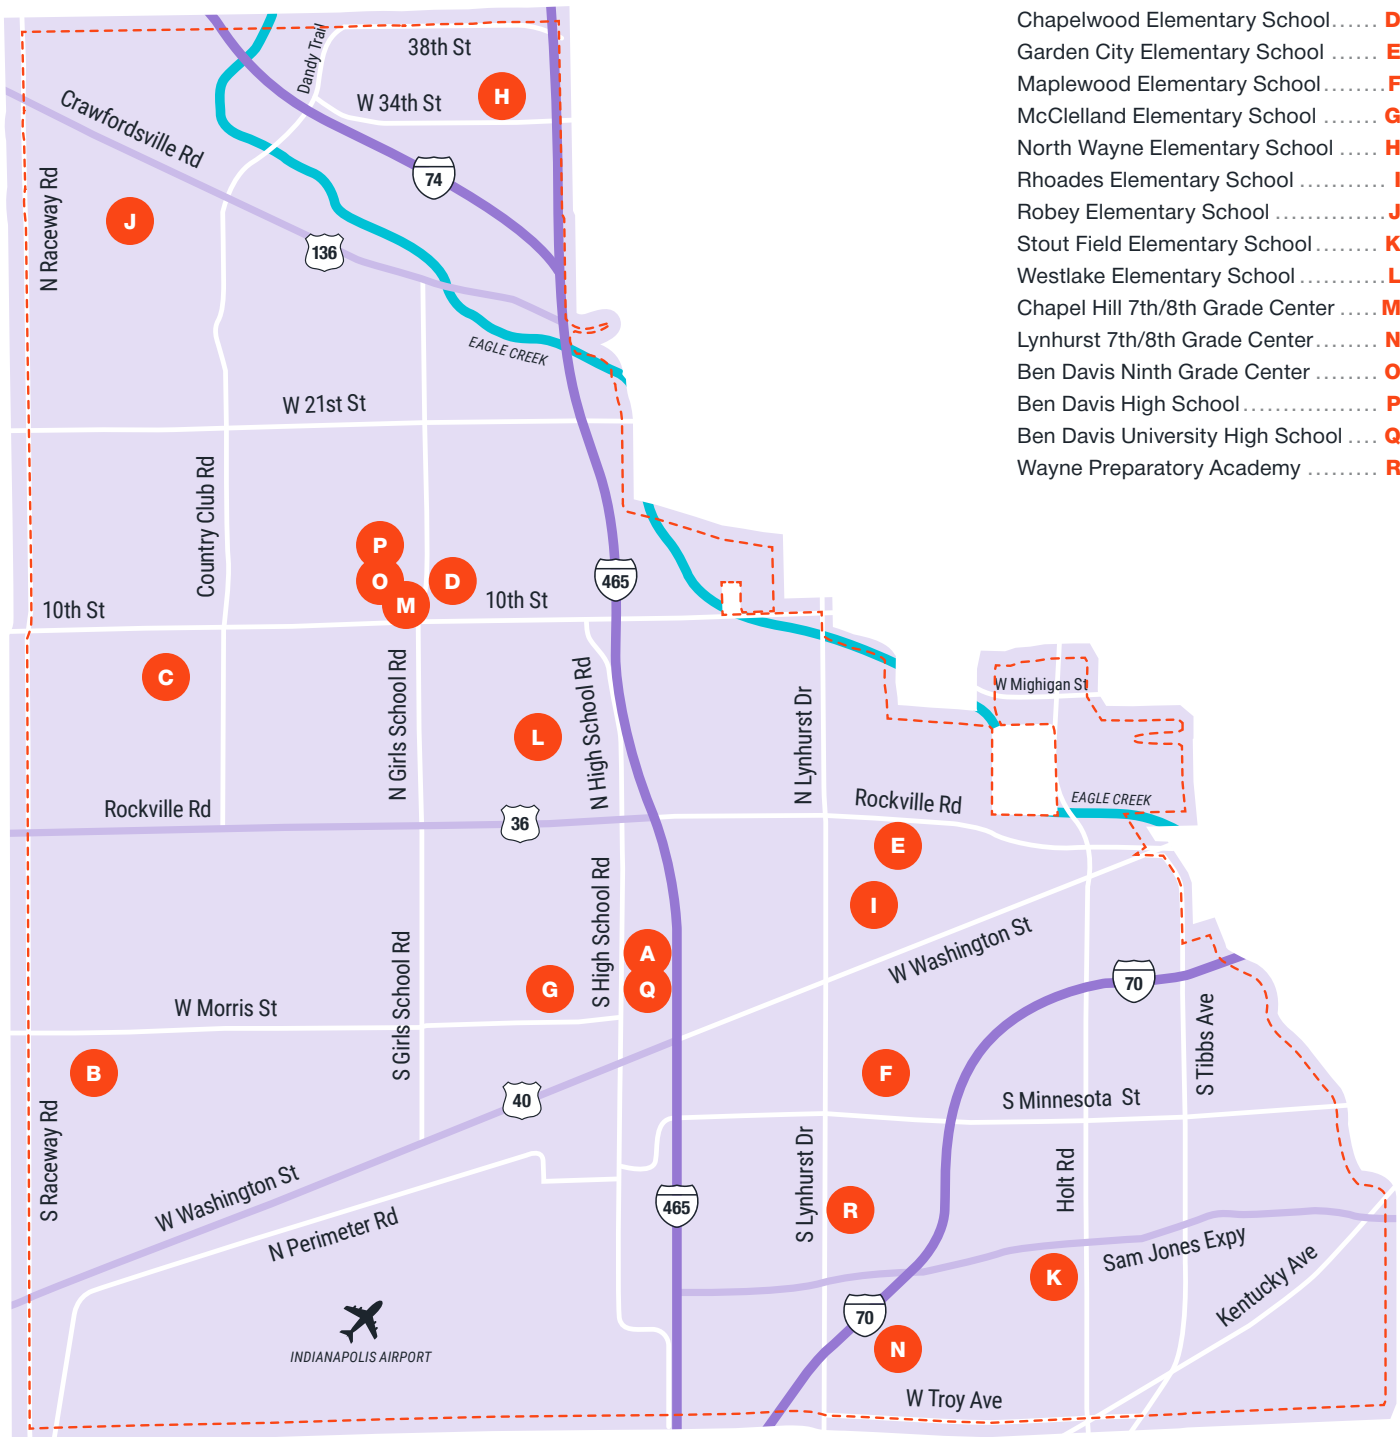 Chapelwood Elementary School...... D
Garden City Elementary School ...... E
Maplewood Elementary School........ F
McClelland Elementary School ....... G
North Wayne Elementary School ..... H
Rhoades Elementary School ........... I
Robey Elementary School .............. J
Stout Field Elementary School........ K
Westlake Elementary School........... L
Chapel Hill 7th/8th Grade Center ..... M
Lynhurst 7th/8th Grade Center........ N
Ben Davis Ninth Grade Center ........ O
Ben Davis High School................. P
Ben Davis University High School .... Q
Wayne Preparatory Academy ......... R
38th St
Dandy Trail
H
W 34th St
Crawfordsville Rd
74
N Raceway Rd
J
136
EAGLE CREEK
W 21st St
Country Club Rd
P
O
D
M
465
10th St
10th St
C
N Girls School Rd
N High School Rd
L
N Lynhurst Dr
W Mighigan St
Rockville Rd
36
Rockville Rd
EAGLE CREEK
E
I
S High School Rd
A
Q
G
W Washington St
70
W Morris St
S Girls School Rd
B
F
S Tibbs Ave
40
S Minnesota St
S Raceway Rd
S Lynhurst Dr
Holt Rd
W Washington St
N Perimeter Rd
465
R
Sam Jones Expy
K
Kentucky Ave
70
N
INDIANAPOLIS AIRPORT
W Troy Ave